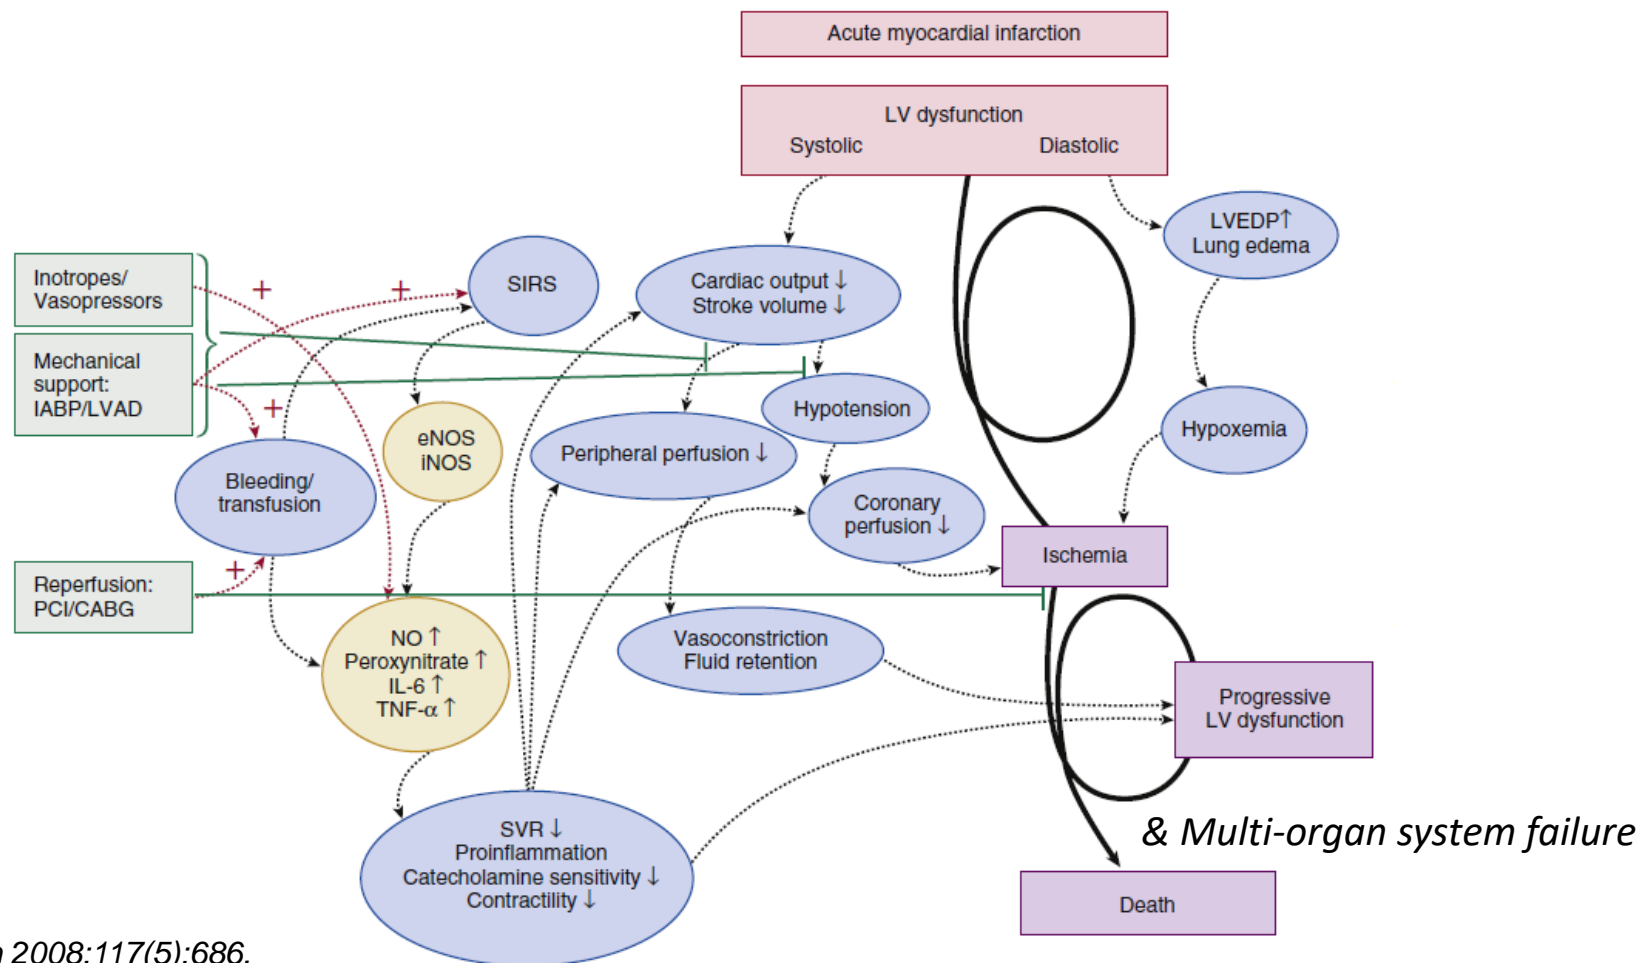 Acute myocardial infarction
LV dysfunction
Systolic Diastolic
LVEDP↑
Lung edema
Inotropes/
Vasopressors
+
+
SIRS
Cardiac output ↓
Stroke volume ↓
Mechanical
support:
IABP/LVAD
+
Hypotension
eNOS
iNOS
Peripheral perfusion ↓
Hypoxemia
Bleeding/
transfusion
Coronary
perfusion ↓
Ischemia
Reperfusion:
PCI/CABG
+
NO ↑
Peroxynitrate ↑
IL-6 ↑
TNF-α ↑
Vasoconstriction
Fluid retention
Progressive
LV dysfunction
SVR ↓
Proinflammation
Catecholamine sensitivity ↓
Contractility ↓
& Multi-organ system failure
Death
2008;117(5):686.